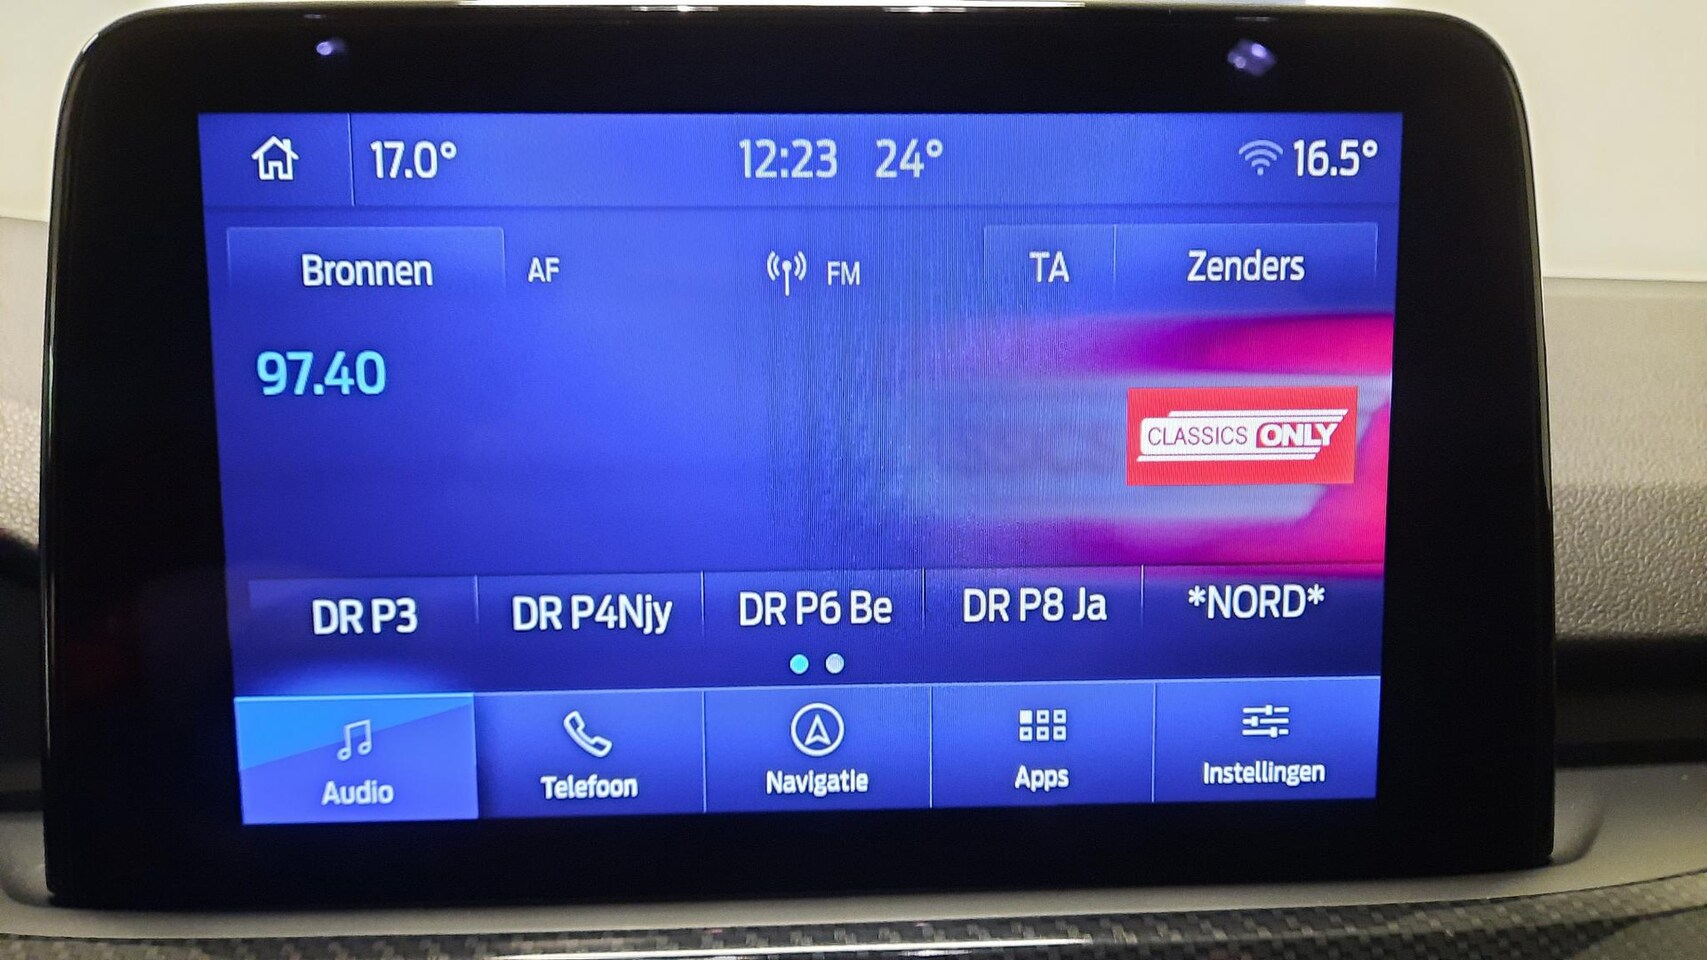 17.0° 12:23 24° 16.5°
Bronnen AF FM TA Zenders
97.40
CLASSICS ONLY
DR P3 DR P4Njy DR P6 Be DR P8 Ja *NORD*
Audio Telefoon Navigatie Apps Instellingen